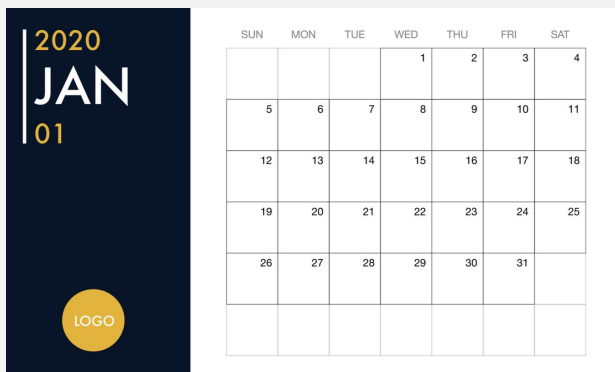 2020
JAN
01
LOGO
SUN MON TUE WED THU FRI SAT
1 2 3 4
5 6 7 8 9 10 11
12 13 14 15 16 17 18
19 20 21 22 23 24 25
26 27 28 29 30 31